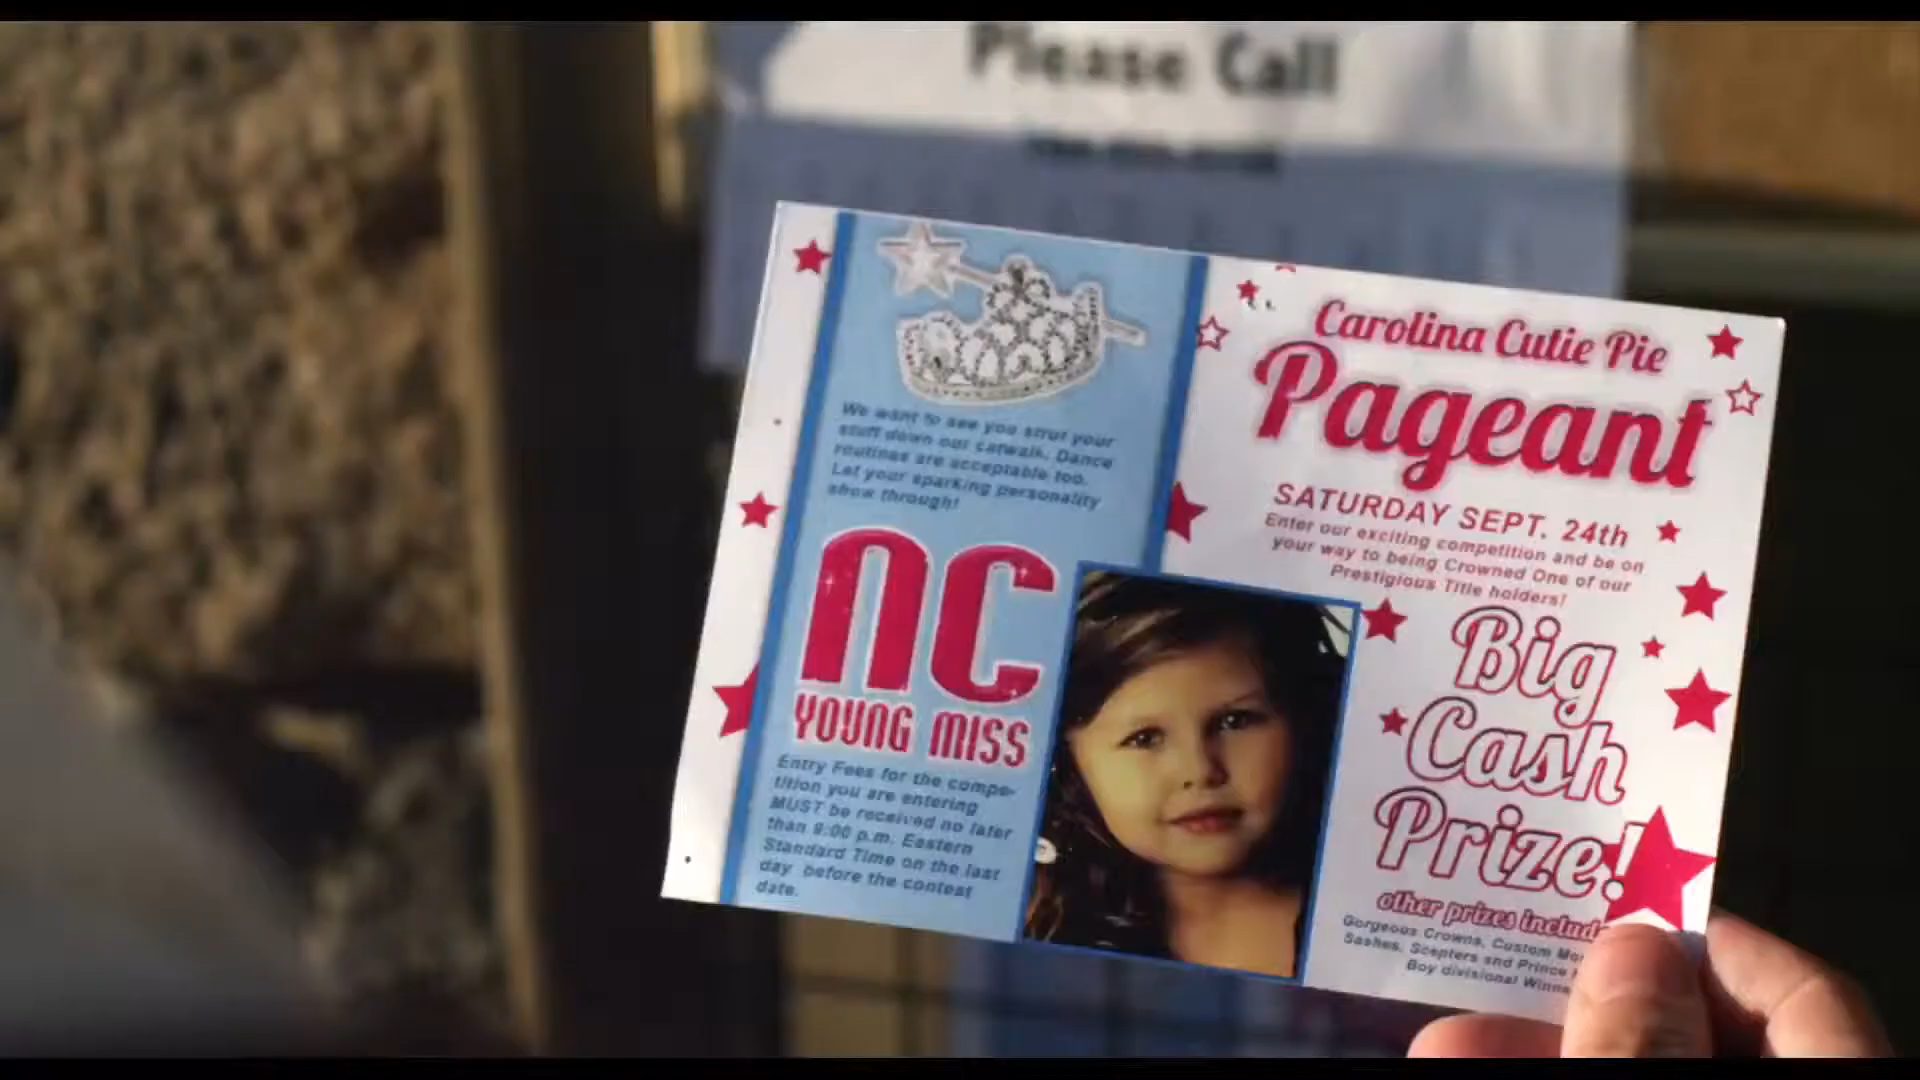 Please Call
We want to see you strut your
stuff down our catwalk. Dance
routines are acceptable too.
Let your sparking personality
show through!
NC
YOUNG MISS
Entry Fees for the compe-
tition you are entering
MUST be received no later
than 9:00 p.m. Eastern
Standard Time on the last
day before the contest
date.
Carolina Cutie Pie
Pageant
SATURDAY SEPT. 24th
Enter our exciting competition and be on
your way to being Crowned One of our
Prestigious Title holders!
Big
Cash
Prize!
other prizes includ
Gorgeous Crowns, Custom
Sashes, Scepters and Prince
Boy divisional